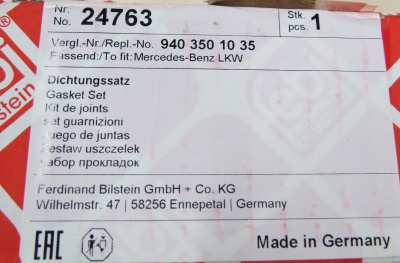 Nr.
No. 24763
Stk.
pcs. 1
Vergl.-Nr./Repl.-No. 940 350 10 35
Passend/To fit: Mercedes-Benz LKW
Dichtungssatz
Gasket Set
Kit de joints
set guarnizioni
Juego de juntas
Zestaw uszczelek
Набор прокладок
Ferdinand Bilstein GmbH + Co. KG
Wilhelmstr. 47 | 58256 Ennepetal | Germany
EAC
Made in Germany